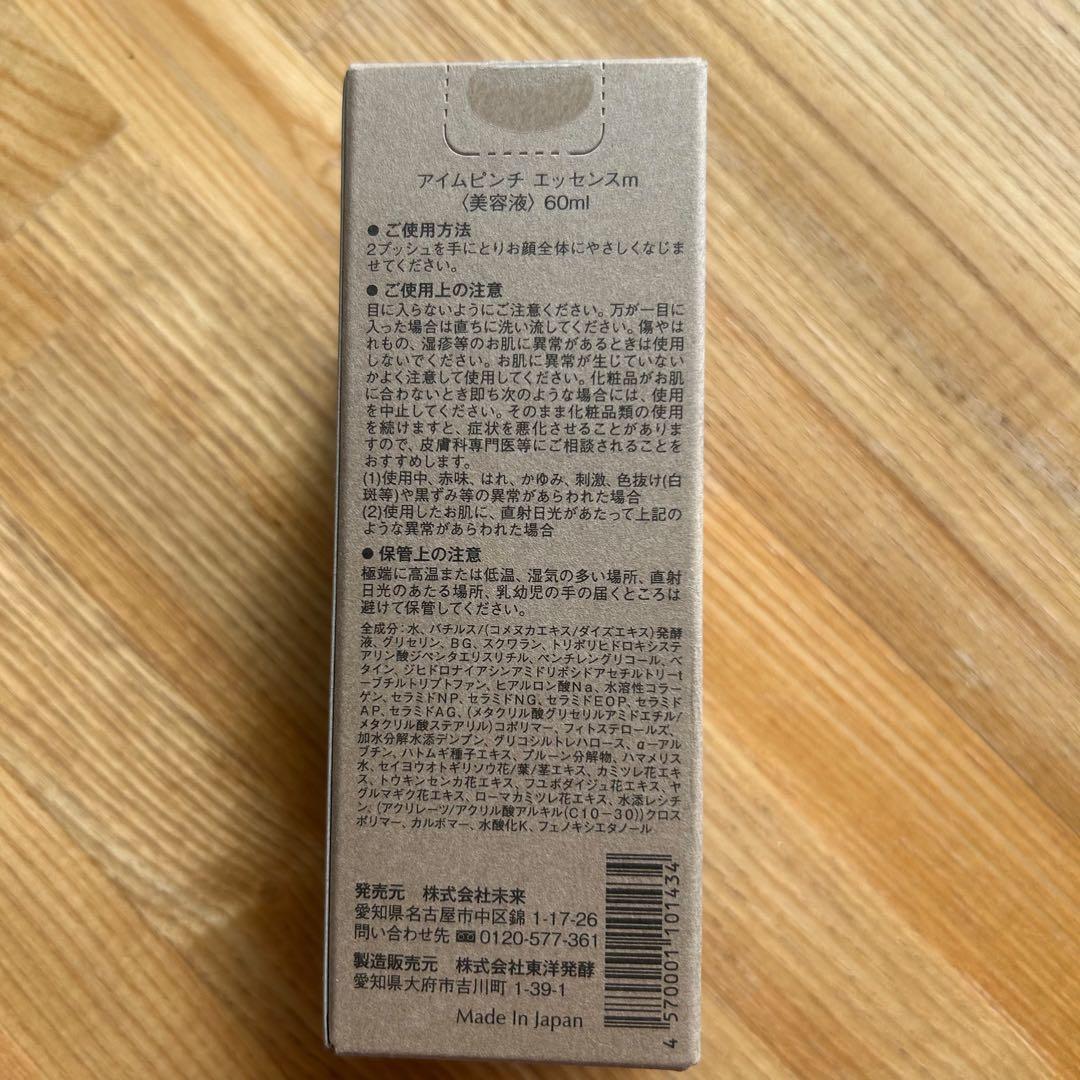 アイムピンチ エッセンスm
〈美容液〉60ml
● ご使用方法
2プッシュを手にとりお顔全体にやさしくなじま
せてください。
● ご使用上の注意
目に入らないようにご注意ください。万が一目に
入った場合は直ちに洗い流してください。傷やは
れもの、湿疹等のお肌に異常があるときは使用
しないでください。お肌に異常が生じていない
かよく注意して使用してください。化粧品がお肌
に合わないとき即ち次のような場合には、使用
を中止してください。そのまま化粧品類の使用
を続けますと、症状を悪化させることがありま
すので、皮膚科専門医等にご相談されることを
おすすめします。
(1)使用中、赤味、はれ、かゆみ、刺激、色抜け(白
斑等)や黒ずみ等の異常があらわれた場合
(2)使用したお肌に、直射日光があたって上記の
ような異常があらわれた場合
● 保管上の注意
極端に高温または低温、湿気の多い場所、直射
日光のあたる場所、乳幼児の手の届くところは
避けて保管してください。
全成分：水、バチルス/(コメヌカエキス/ダイズエキス)発酵
液、グリセリン、BG、スクワラン、トリポリヒドロキシステ
アリン酸ジペンタエリスリチル、ペンチレングリコール、ベ
タイン、ジヒドロナイアシンアミドリボシドアセチルトリーt
ーブチルトリプトファン、ヒアルロン酸Na、水溶性コラー
ゲン、セラミドNP、セラミドNG、セラミドEOP、セラミド
AP、セラミドAG、(メタクリル酸グリセリルアミドエチル/
メタクリル酸ステアリル)コポリマー、フィトステロールズ、
加水分解水添デンプン、グリコシルトレハロース、α－アル
ブチン、ハトムギ種子エキス、プルーン分解物、ハマメリス
水、セイヨウオトギリソウ花/葉/茎エキス、カミツレ花エキ
ス、トウキンセンカ花エキス、フユボダイジュ花エキス、ヤ
グルマギク花エキス、ローマカミツレ花エキス、水添レシチ
ン、(アクリレーツ/アクリル酸アルキル(C10－30))クロス
ポリマー、カルボマー、水酸化K、フェノキシエタノール
発売元 株式会社未来
愛知県名古屋市中区錦 1-17-26
問い合わせ先 0120-577-361
製造販売元 株式会社東洋発酵
愛知県大府市吉川町 1-39-1
Made In Japan
4 570001 101434